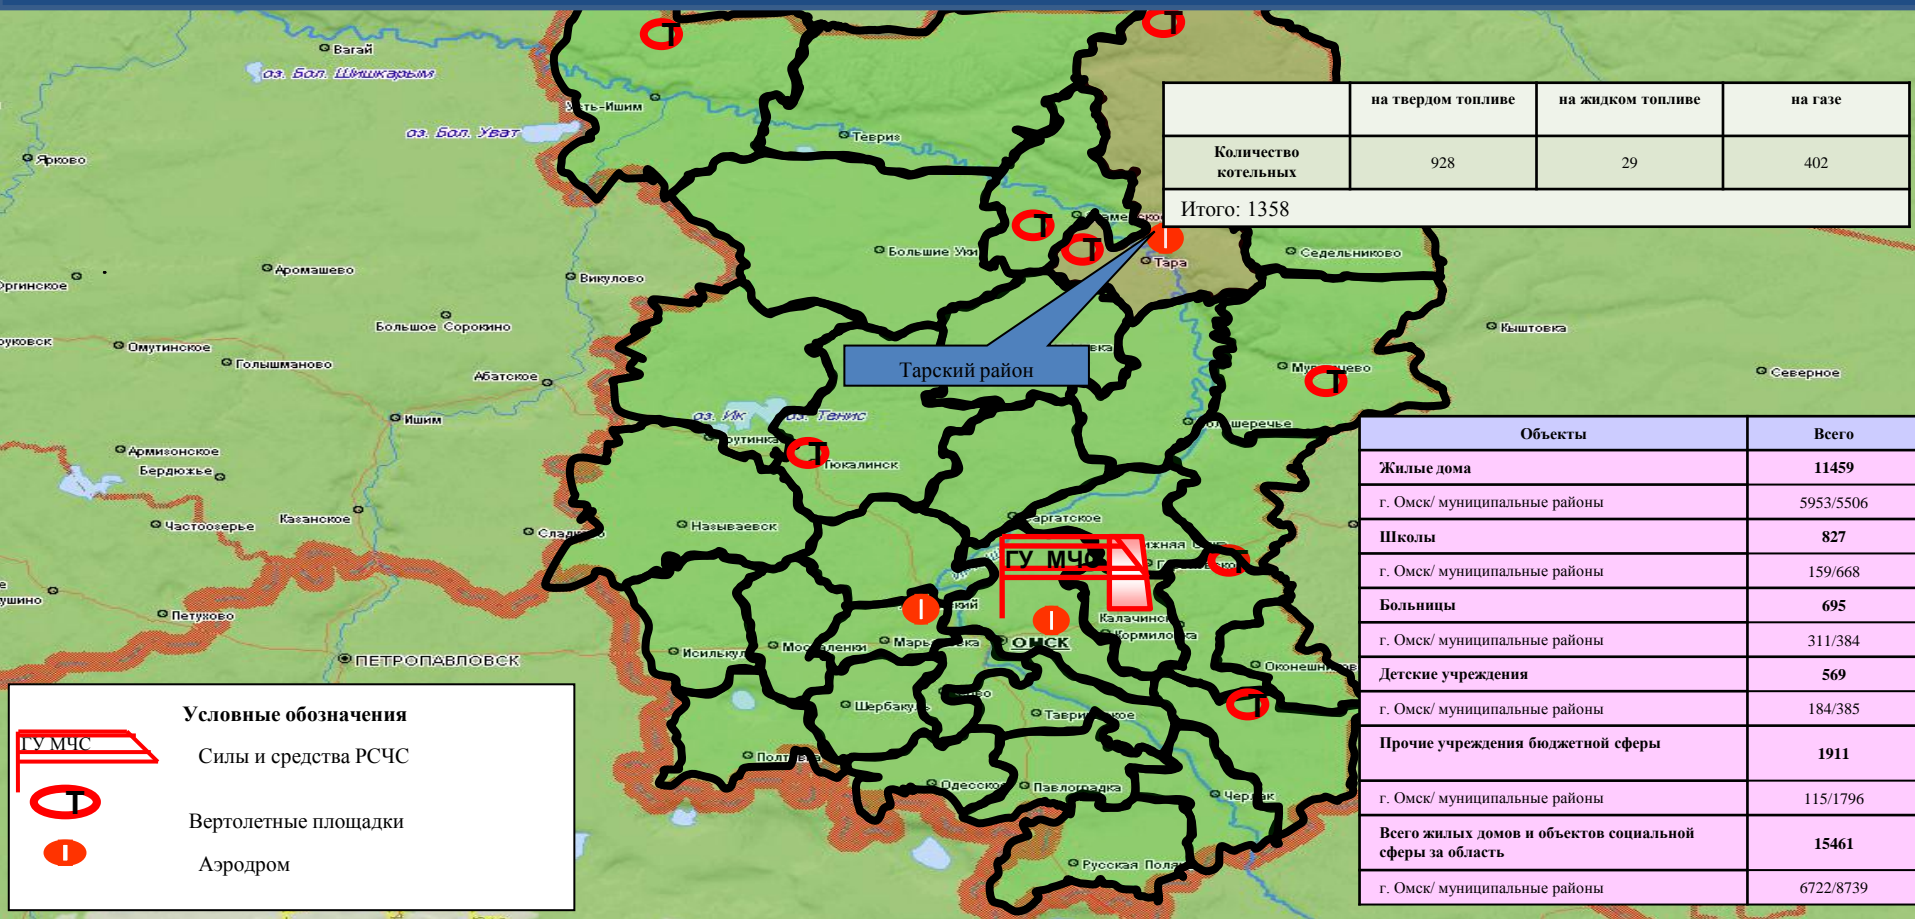 Вагай
оз. Бол. Шишкарым
Усть-Ишим
оз. Бол. Уват
Тевриз
Ярково
на твердом топливе на жидком топливе на газе
Количество котельных 928 29 402
Итого: 1358
Большие Уки
Тара
Седельниково
Аромашево
Викулово
Большое Сорокино
Кыштовка
Омутинское
Голышманово
Абатское
Тарский район
Северное
оз. Ик
оз. Тенис
Ишим
Тюкалинск
Армизонское
Бердюжье
Частоозерье
Казанское
Называевск
ГУ МЧС
Калачинск
Кормиловка
Петухово
ПЕТРОПАВЛОВСК
Исилькуль
ОМСК
Объекты Всего
Жилые дома 11459
г. Омск/ муниципальные районы 5953/5506
Школы 827
г. Омск/ муниципальные районы 159/668
Больницы 695
г. Омск/ муниципальные районы 311/384
Детские учреждения 569
г. Омск/ муниципальные районы 184/385
Прочие учреждения бюджетной сферы 1911
г. Омск/ муниципальные районы 115/1796
Всего жилых домов и объектов социальной
сферы за область 15461
г. Омск/ муниципальные районы 6722/8739
Шербакуль
Одесское
Павлоградка
Черлак
Русская Поляна
Условные обозначения
ГУ МЧС
Силы и средства РСЧС
Т
Вертолетные площадки
Аэродром